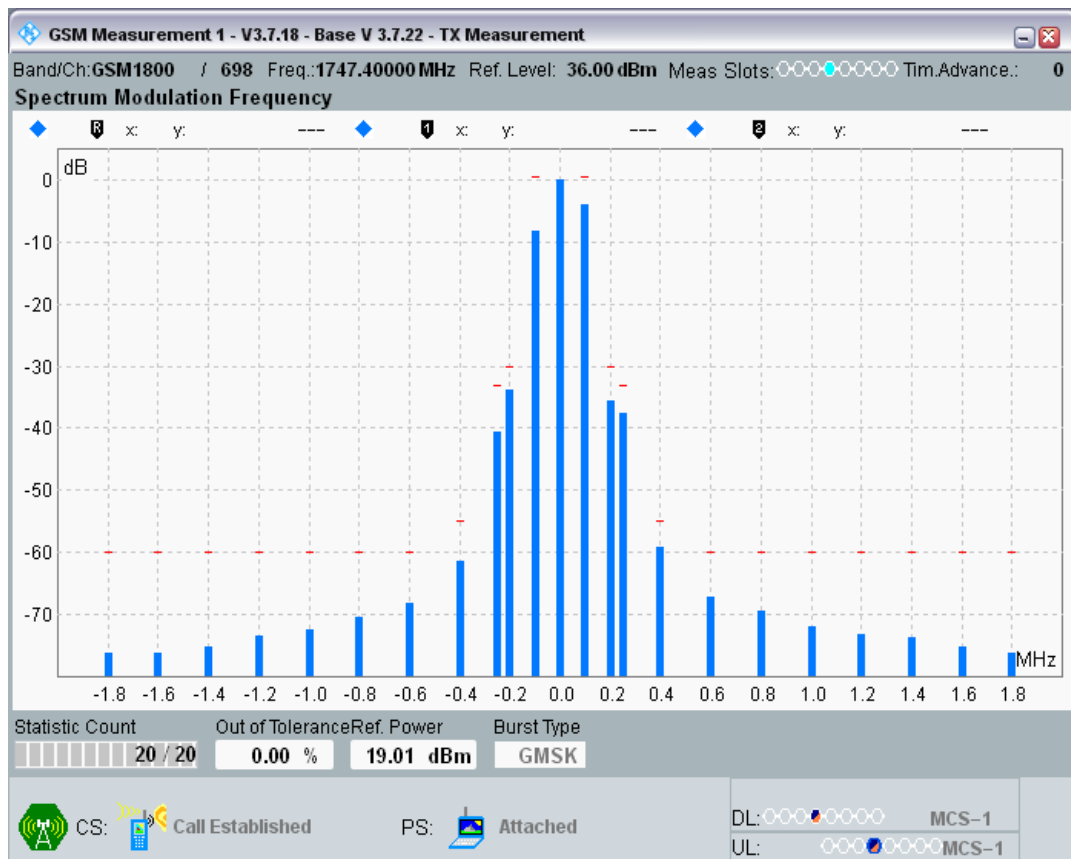 GSM Measurement 1 - V3.7.18 - Base V 3.7.22 - TX Measurement
Band/Ch:GSM1800 / 698 Freq.:1747.40000 MHz Ref. Level: 36.00 dBm Meas Slots: Tim.Advance.: 0
Spectrum Modulation Frequency
R x: y: --- 1 x: y: --- 2 x: y: ---
dB
0
-10
-20
-30
-40
-50
-60
-70
MHz
-1.8 -1.6 -1.4 -1.2 -1.0 -0.8 -0.6 -0.4 -0.2 0.0 0.2 0.4 0.6 0.8 1.0 1.2 1.4 1.6 1.8
Statistic Count Out of Tolerance Ref. Power Burst Type
20 / 20 0.00 % 19.01 dBm GMSK
CS: Call Established PS: Attached
DL: MCS-1
UL: MCS-1